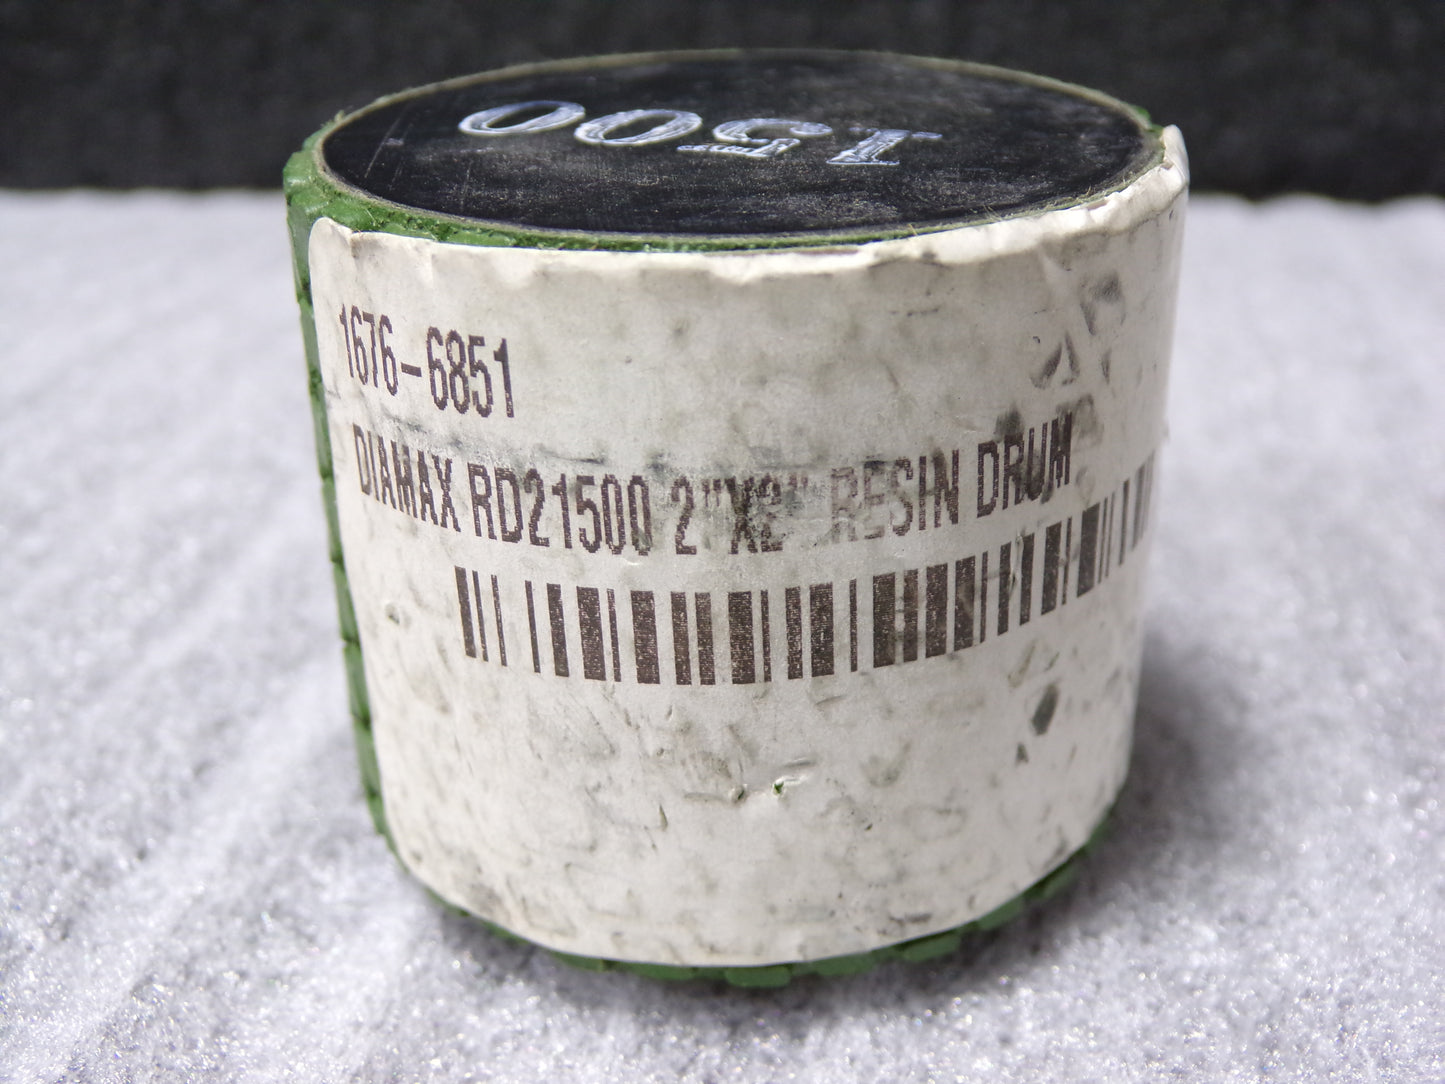 1500
1676-6851
DIAMAX RD21500 2"X2" RESIN DRUM